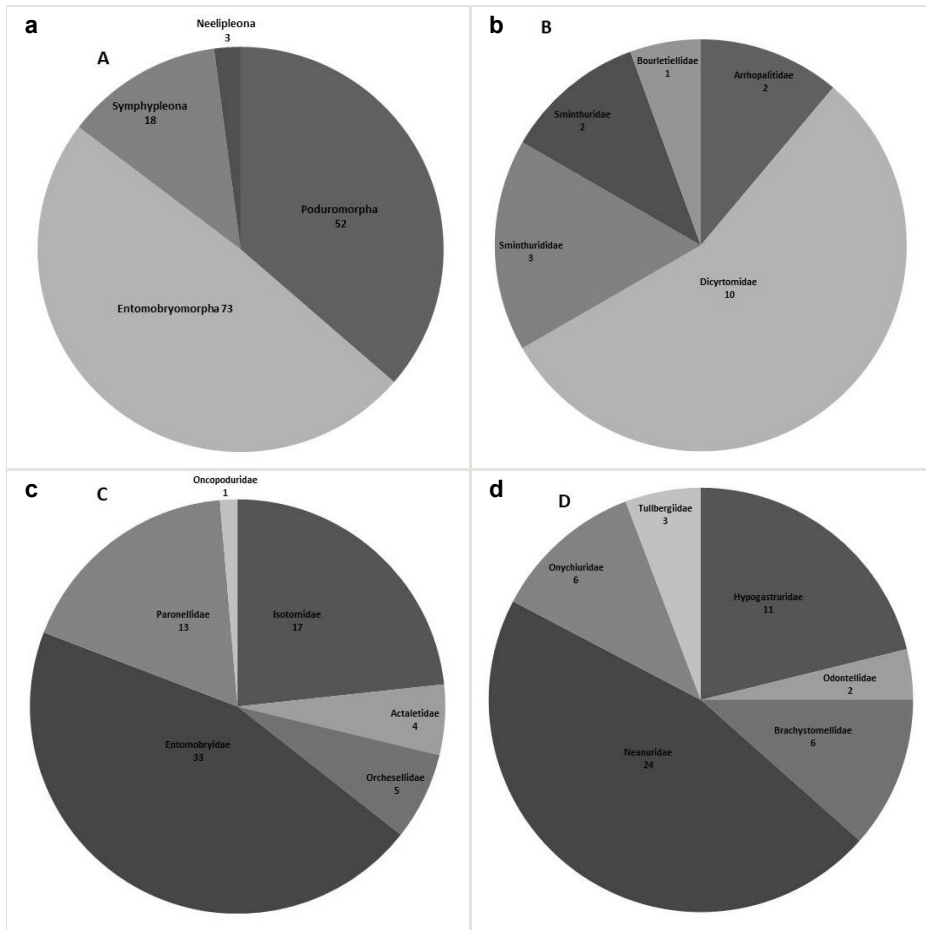 a
A
Neelipleona
3
Symphypleona
18
Poduromorpha
52
Entomobryomorpha 73
b
B
Bourletiellidae
1
Arrhopalitidae
2
Sminthuridae
2
Sminthurididae
3
Dicyrtomidae
10
c
C
Oncopoduridae
1
Paronellidae
13
Isotomidae
17
Actaletidae
4
Entomobryidae
33
Orchesellidae
5
d
D
Tullbergiidae
3
Onychiuridae
6
Hypogastruridae
11
Odontellidae
2
Brachystomellidae
6
Neanuridae
24